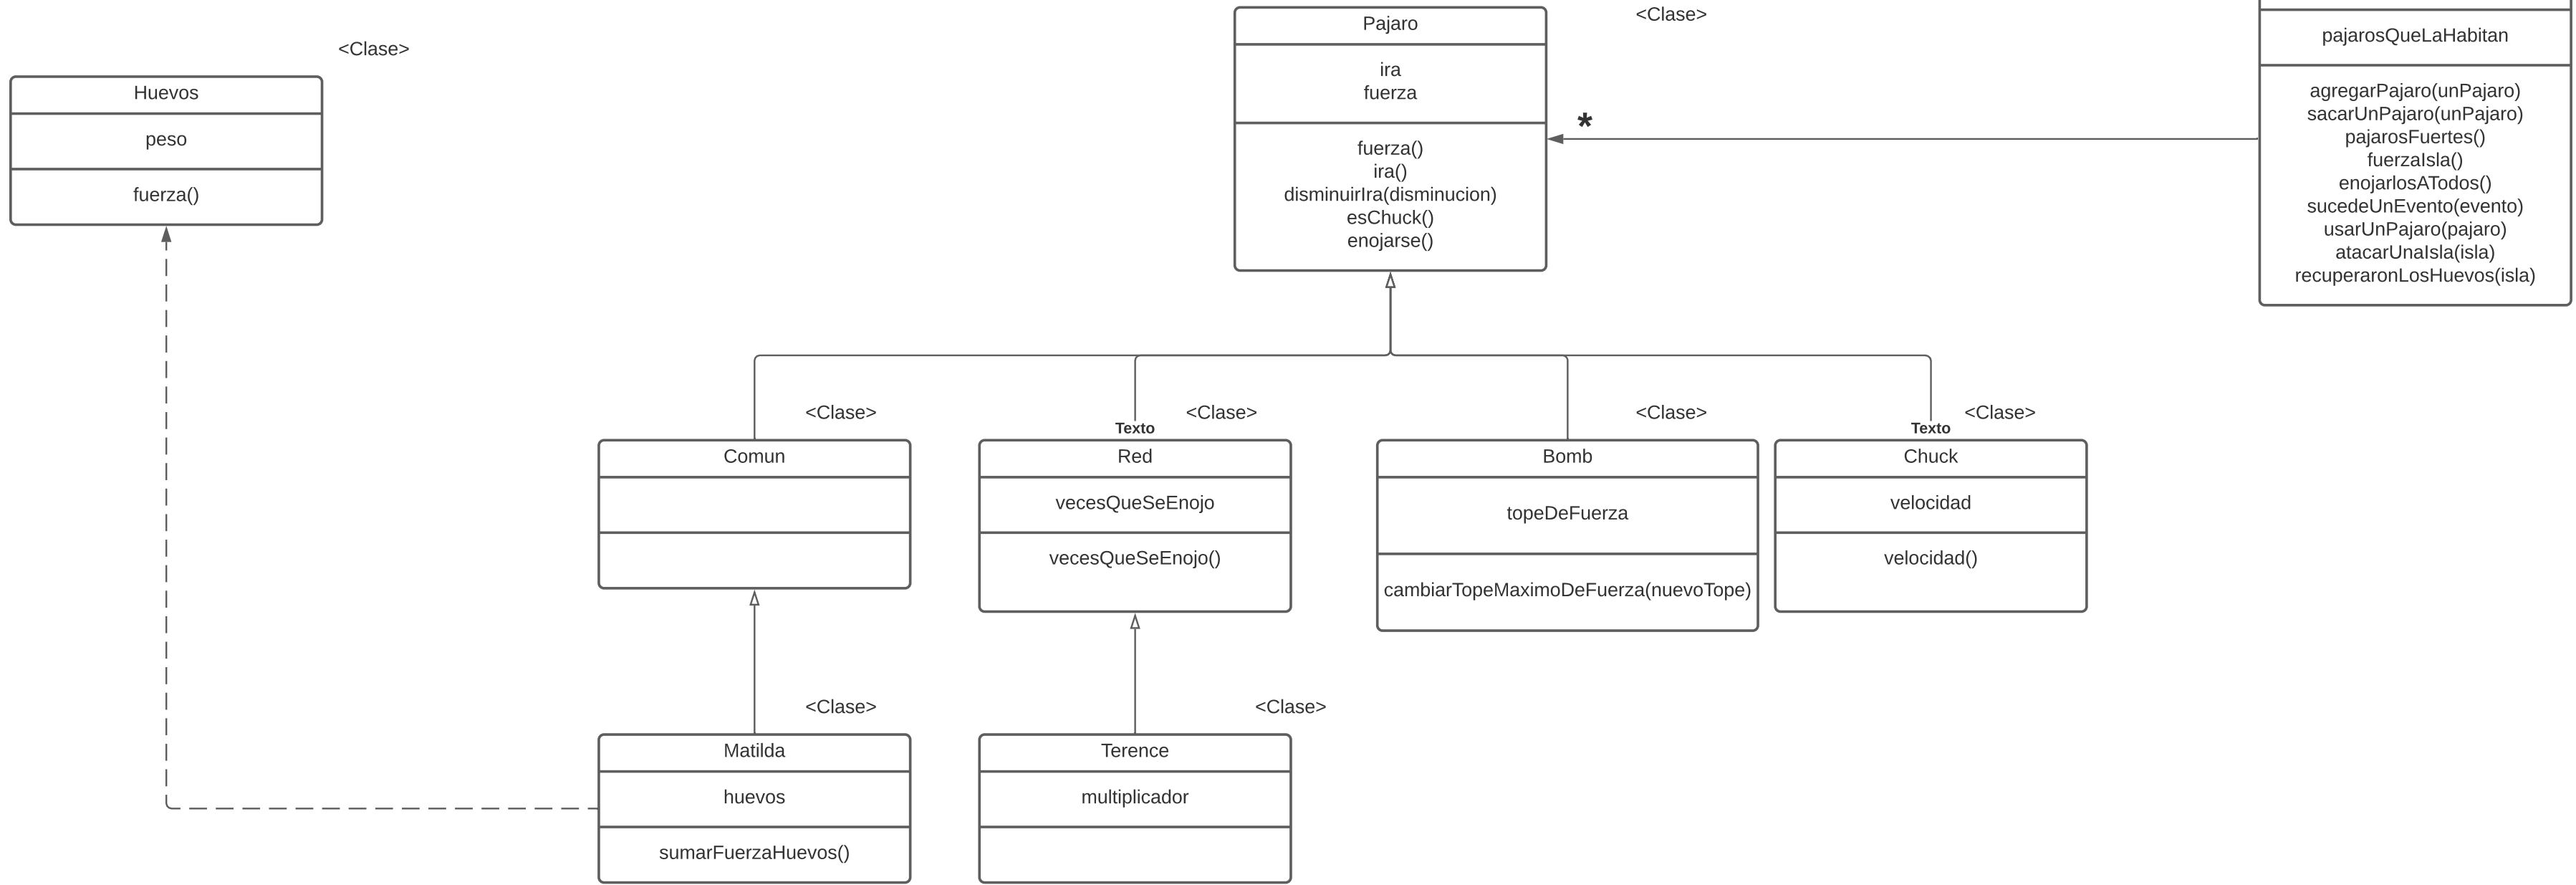 <Clase>
Huevos
peso
fuerza()
<Clase>
Pajaro
ira
fuerza
fuerza()
ira()
disminuirIra(disminucion)
esChuck()
enojarse()
*
pajarosQueLaHabitan
agregarPajaro(unPajaro)
sacarUnPajaro(unPajaro)
pajarosFuertes()
fuerzaIsla()
enojarlosATodos()
sucedeUnEvento(evento)
usarUnPajaro(pajaro)
atacarUnaIsla(isla)
recuperaronLosHuevos(isla)
<Clase>
Comun
<Clase>
Texto
Red
vecesQueSeEnojo
vecesQueSeEnojo()
<Clase>
Bomb
topeDeFuerza
cambiarTopeMaximoDeFuerza(nuevoTope)
<Clase>
Texto
Chuck
velocidad
velocidad()
<Clase>
Matilda
huevos
sumarFuerzaHuevos()
<Clase>
Terence
multiplicador